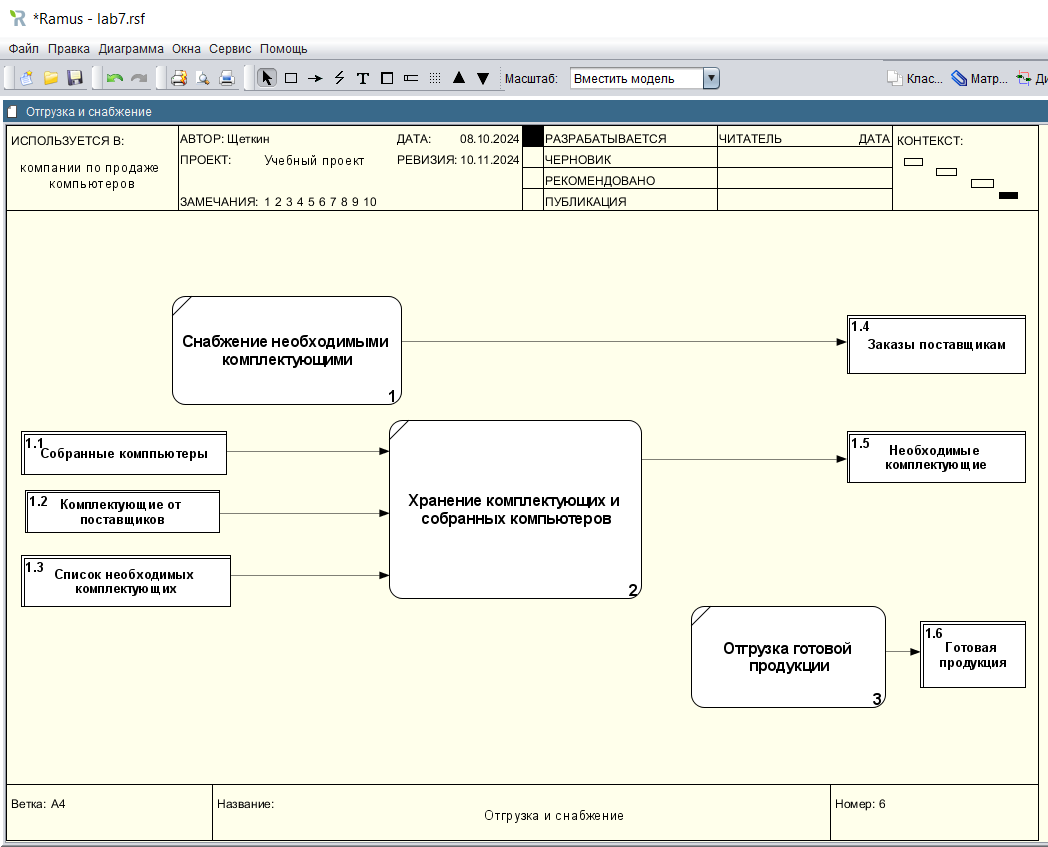 *Ramus - lab7.rsf
Файл Правка Диаграмма Окна Сервис Помощь
Масштаб: Вместить модель Клас... Матр... Ди
Отгрузка и снабжение
ИСПОЛЬЗУЕТСЯ В:
компании по продаже
компьютеров
АВТОР: Щеткин ДАТА: 08.10.2024
ПРОЕКТ: Учебный проект РЕВИЗИЯ: 10.11.2024
ЗАМЕЧАНИЯ: 1 2 3 4 5 6 7 8 9 10
РАЗРАБАТЫВАЕТСЯ
ЧЕРНОВИК
РЕКОМЕНДОВАНО
ПУБЛИКАЦИЯ
ЧИТАТЕЛЬ ДАТА
КОНТЕКСТ:
Снабжение необходимыми
комплектующими
1
1.4
Заказы поставщикам
1.1
Собранные комппьютеры
1.2
Комплектующие от
поставщиков
1.3
Список необходимых
комплектующих
Хранение комплектующих и
собранных компьютеров
2
1.5
Необходимые
комплектующие
Отгрузка готовой
продукции
3
1.6
Готовая
продукция
Ветка: A4
Название:
Отгрузка и снабжение
Номер: 6